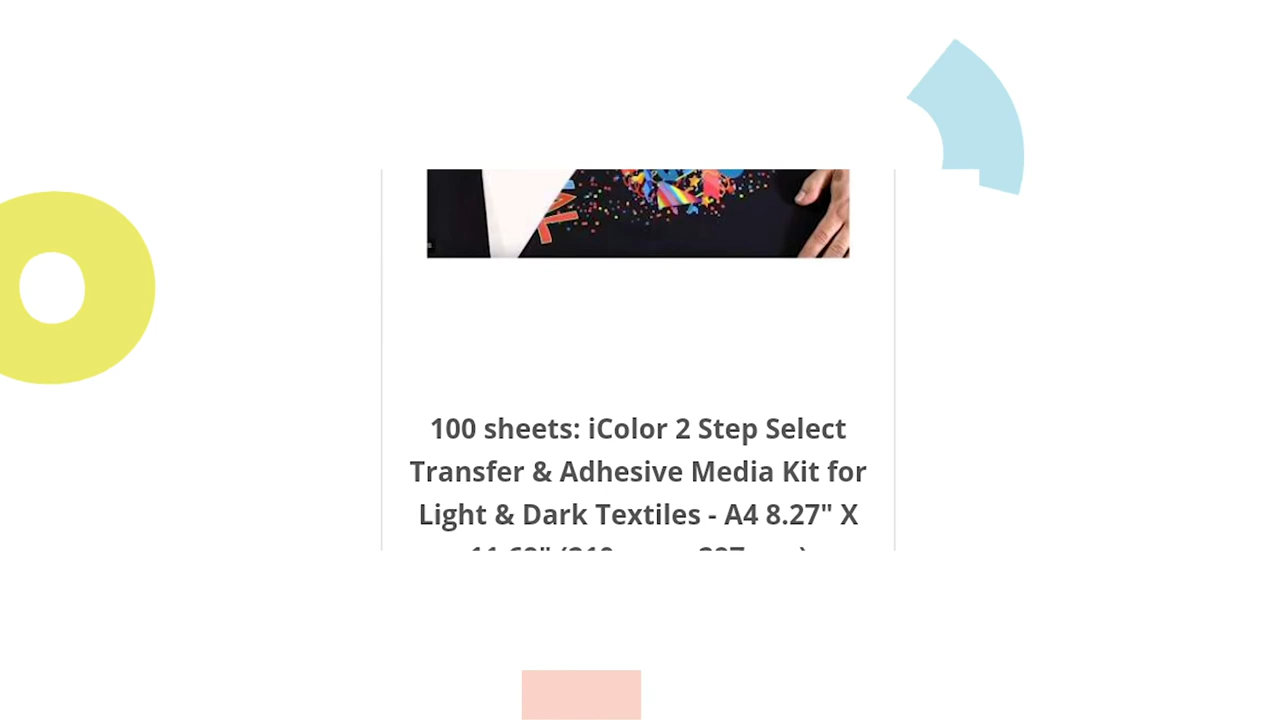 100 sheets: iColor 2 Step Select
Transfer & Adhesive Media Kit for
Light & Dark Textiles - A4 8.27" X